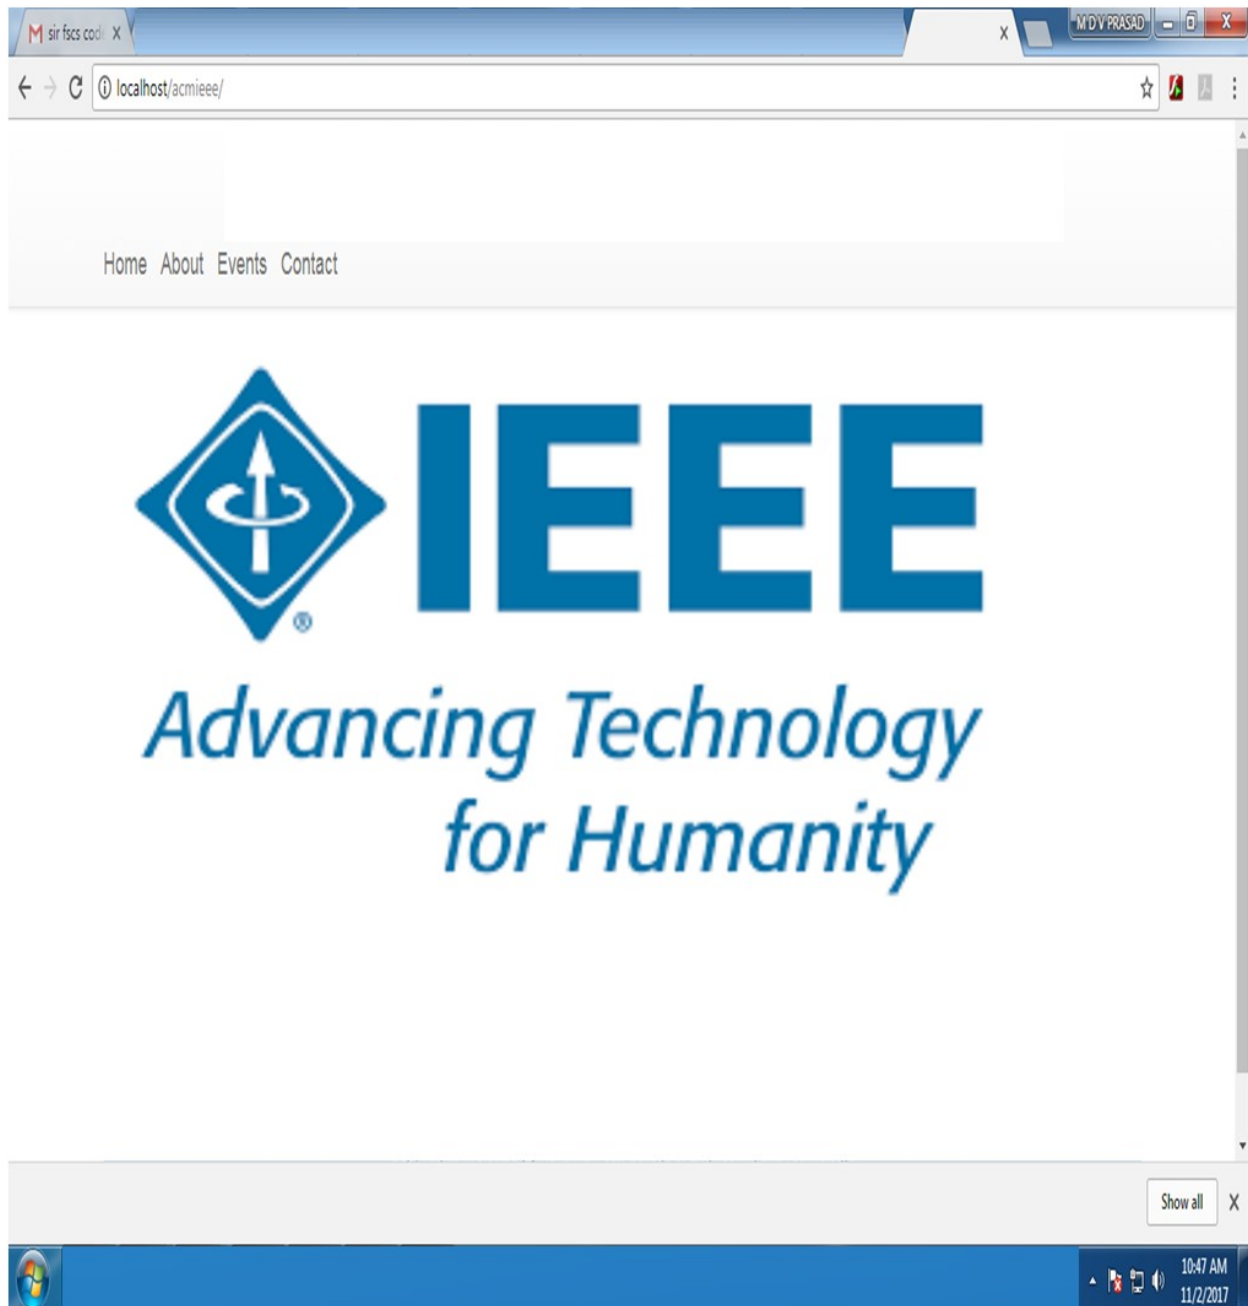 sir fscs cod
M D V PRASAD
localhost/acmieee/
Home About Events Contact
IEEE
®
Advancing Technology
for Humanity
Show all
10:47 AM
11/2/2017